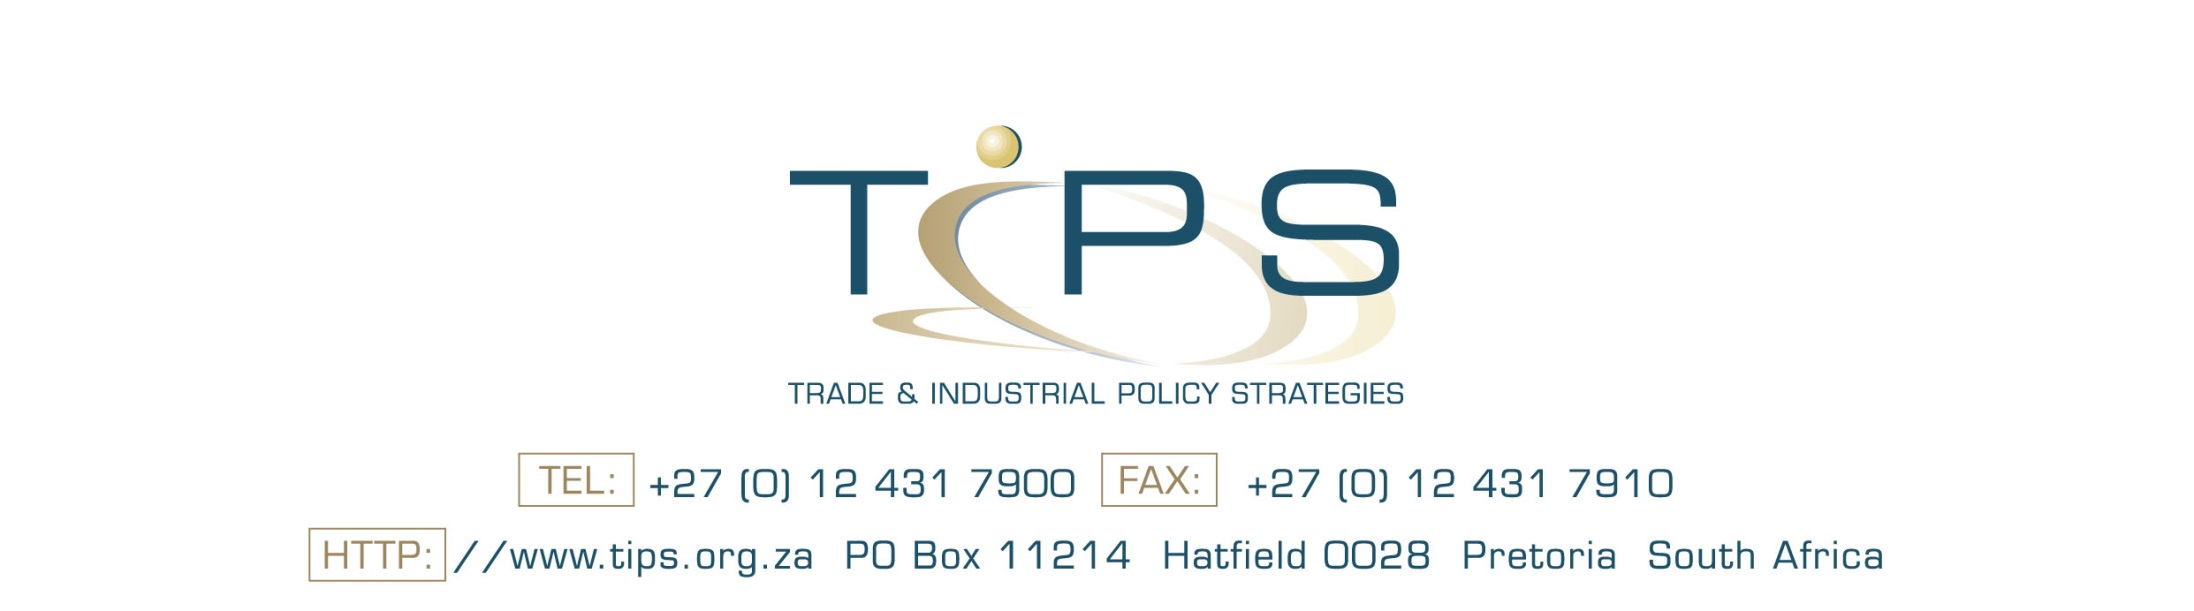 TiPS
TRADE & INDUSTRIAL POLICY STRATEGIES
TEL: +27 (0) 12 431 7900 FAX: +27 (0) 12 431 7910
HTTP: //www.tips.org.za PO Box 11214 Hatfield 0028 Pretoria South Africa